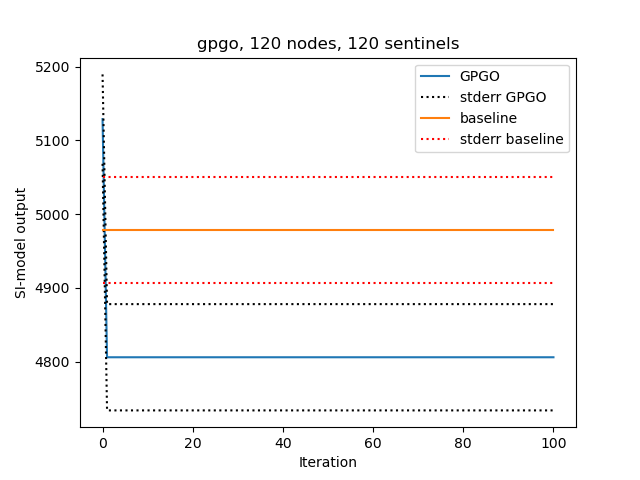 gpgo, 120 nodes, 120 sentinels
GPGO
stderr GPGO
baseline
stderr baseline
SI-model output
5200
5100
5000
4900
4800
0 20 40 60 80 100
Iteration